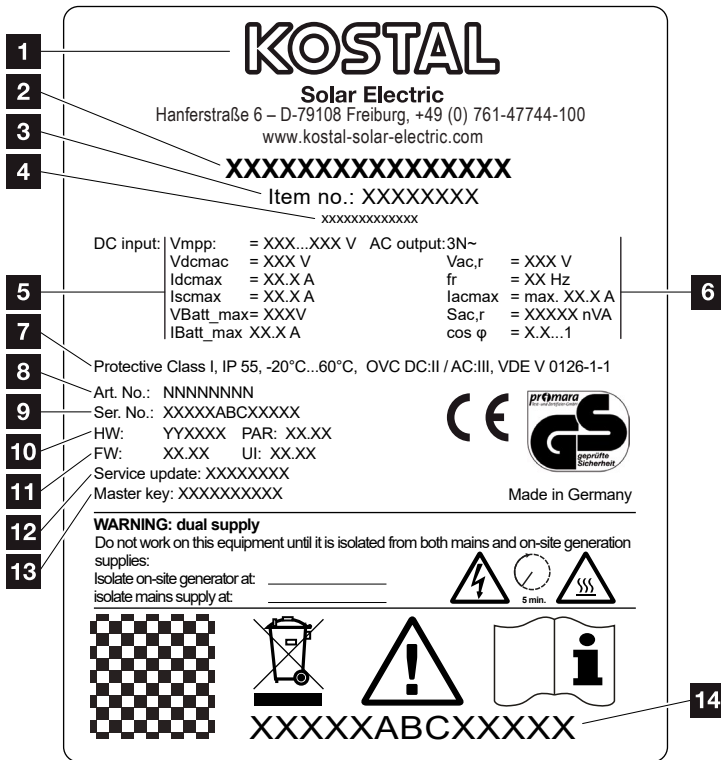 1
KOSTAL
Solar Electric
2
Hanferstraße 6 – D-79108 Freiburg, +49 (0) 761-47744-100
3
www.kostal-solar-electric.com
4
XXXXXXXXXXXXXXXX
Item no.: XXXXXXXX
xxxxxxxxxxxxx
DC input: Vmpp: = XXX...XXX V AC output: 3N~
Vdcmac = XXX V Vac,r = XXX V
5 Idcmax = XX.X A fr = XX Hz 6
Iscmax = XX.X A Iacmax = max. XX.X A
VBatt_max = XXXV Sac,r = XXXXX nVA
IBatt_max XX.X A cos φ = X.X...1
7
Protective Class I, IP 55, -20°C...60°C, OVC DC:II / AC:III, VDE V 0126-1-1
8
Art. No.: NNNNNNNN
9
Ser. No.: XXXXXABCXXXXX
10
HW: YYXXXX PAR: XX.XX
11
FW: XX.XX UI: XX.XX
12
Service update: XXXXXXXX
13
Master key: XXXXXXXXXX
CE
promara
Test- und Zertifizier-GmbH
GS
geprüfte
Sicherheit
Made in Germany
WARNING: dual supply
Do not work on this equipment until it is isolated from both mains and on-site generation
supplies:
Isolate on-site generator at:
isolate mains supply at:
5 min.
i
XXXXXABCXXXXX
14